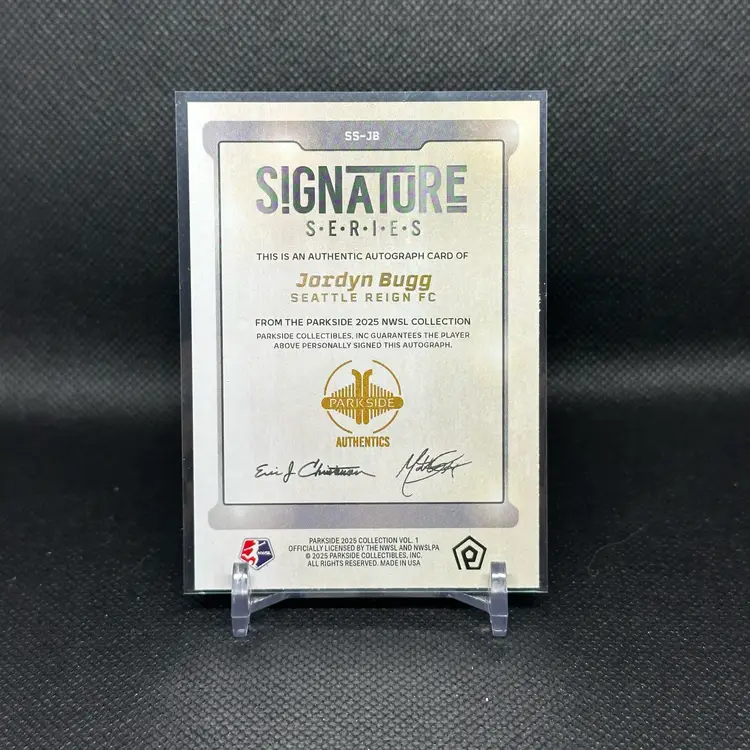 SS-JB
SIGNATURE
S•E•R•I•E•S
THIS IS AN AUTHENTIC AUTOGRAPH CARD OF
Jordyn Bugg
SEATTLE REIGN FC
FROM THE PARKSIDE 2025 NWSL COLLECTION
PARKSIDE COLLECTIBLES, INC GUARANTEES THE PLAYER
ABOVE PERSONALLY SIGNED THIS AUTOGRAPH.
PARKSIDE
AUTHENTICS
Eric J. Christensen
PARKSIDE 2025 COLLECTION VOL. 1
OFFICIALLY LICENSED BY THE NWSL AND NWSLPA
© 2025 PARKSIDE COLLECTIBLES, INC.
ALL RIGHTS RESERVED. MADE IN USA